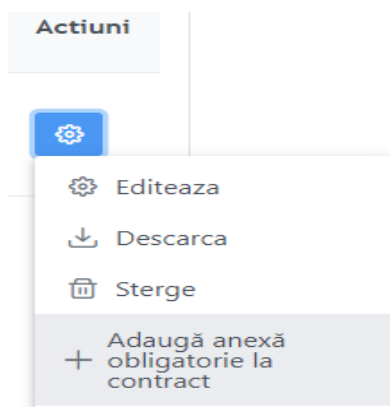 Actiuni
Editeaza
Descarca
Sterge
Adaugă anexă
obligatorie la
contract